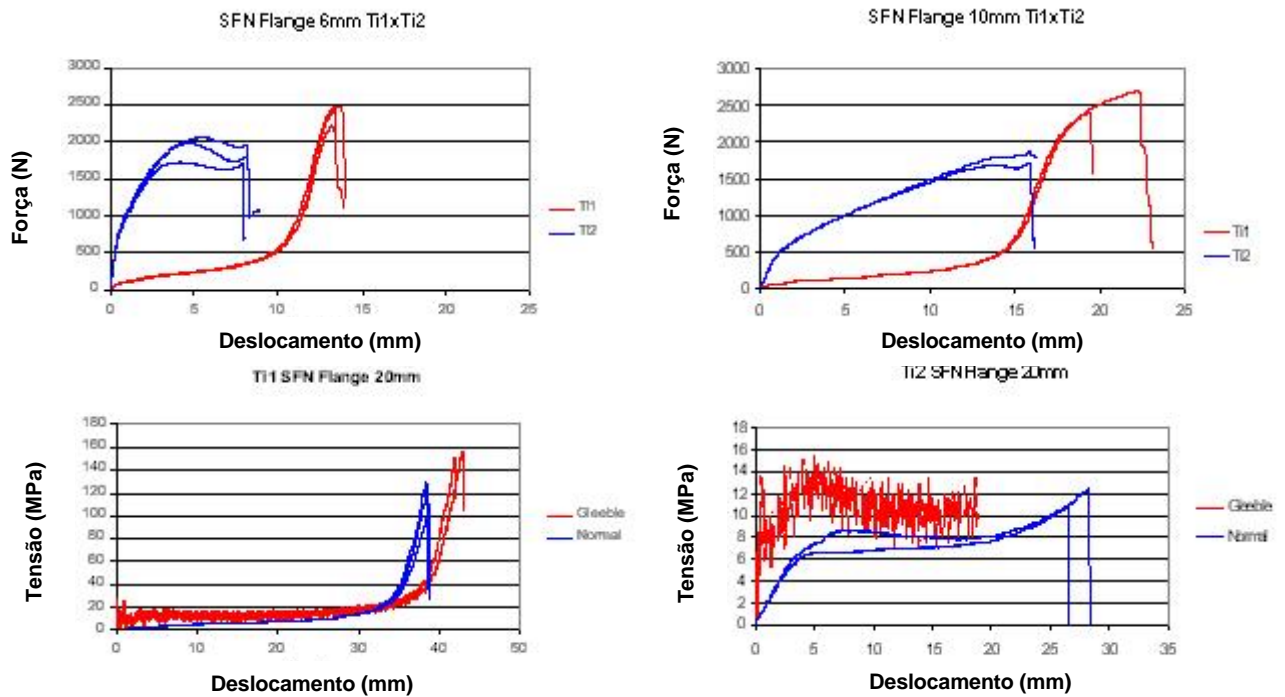 SFN Flange 6mm Ti1xTi2
Força (N)
3000
2500
2000
1500
1000
500
0
0 5 10 15 20 25
Deslocamento (mm)
Ti1
Ti2
SFN Flange 10mm Ti1xTi2
Força (N)
3000
2500
2000
1500
1000
500
0
0 5 10 15 20 25
Deslocamento (mm)
Ti1
Ti2
Ti1 SFN Flange 20mm
Tensão (MPa)
180
160
140
120
100
80
60
40
20
0
0 10 20 30 40 50
Deslocamento (mm)
Gleeble
Normal
Ti2 SFN Flange 20mm
Tensão (MPa)
18
16
14
12
10
8
6
4
2
0
0 5 10 15 20 25 30 35
Deslocamento (mm)
Gleeble
Normal